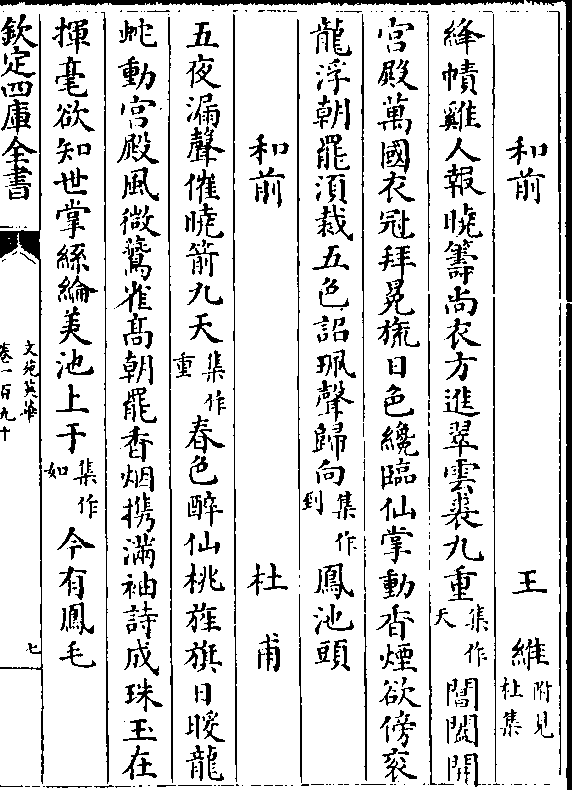 和前　王維附見杜集
絳幘雞人報曉籌尚衣方進翠雲裘九重集作天閶闔開
宮殿萬國衣冠拜冕旒日色纔臨仙掌動香煙欲傍衮
龍浮朝罷須裁五色詔珮聲歸向集作到鳳池頭
和前　杜甫
五夜漏聲催曉箭九天集作重春色醉仙桃旌旗日暖龍
蛇動宮殿風微鷰雀髙朝罷香烟携滿袖詩成珠玉在
揮毫欲知世掌絲綸美池上于集作如今有鳳毛
欽定四庫全書
文苑英華
卷一百九十
七